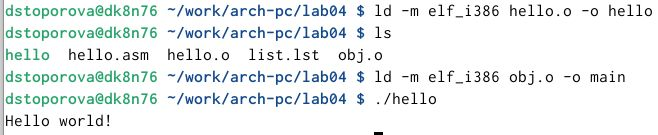 dstoporova@dk8n76 ~/work/arch-pc/lab04 $ ld -m elf_i386 hello.o -o hello
dstoporova@dk8n76 ~/work/arch-pc/lab04 $ ls
hello  hello.asm  hello.o  list.lst  obj.o
dstoporova@dk8n76 ~/work/arch-pc/lab04 $ ld -m elf_i386 obj.o -o main
dstoporova@dk8n76 ~/work/arch-pc/lab04 $ ./hello
Hello world!